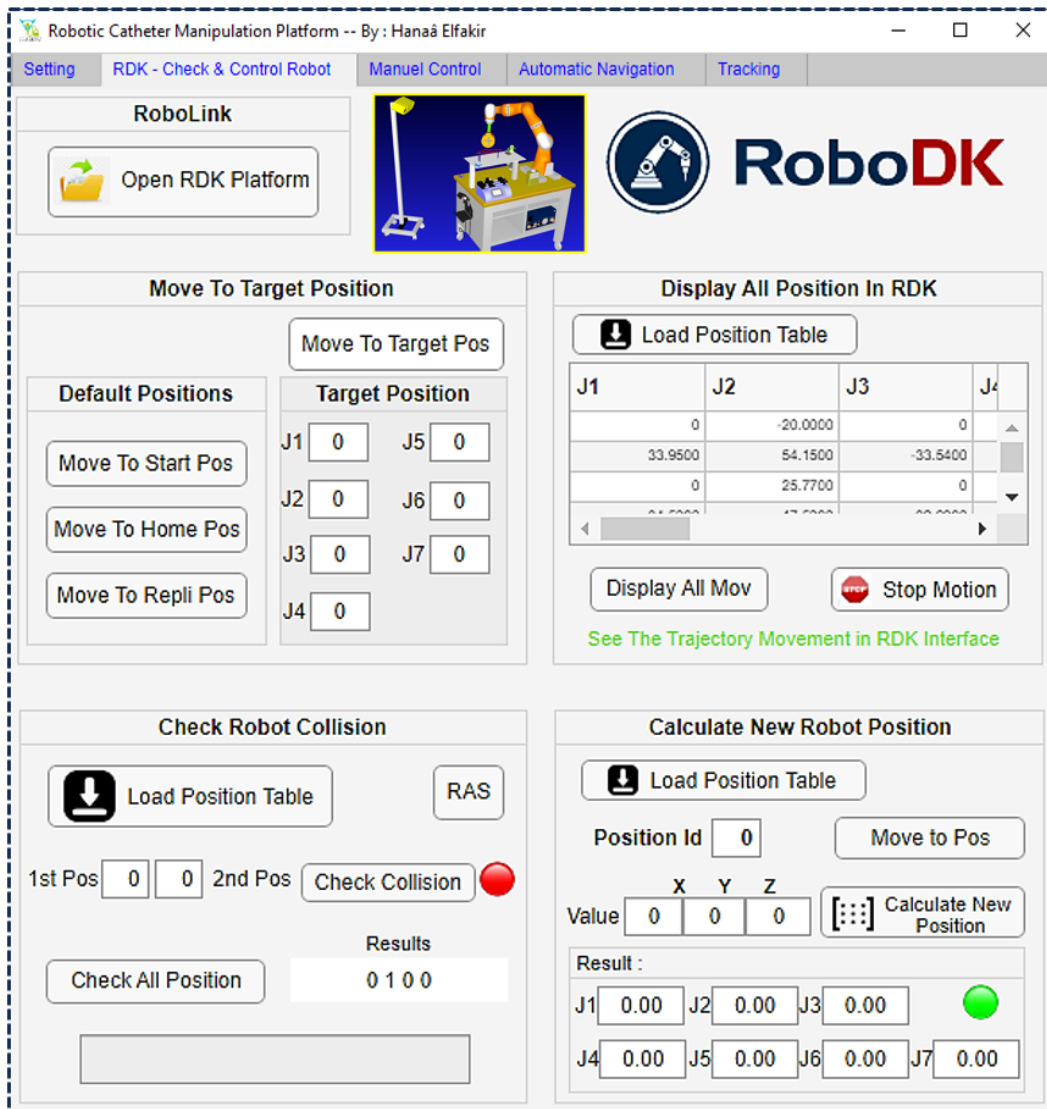 Robotic Catheter Manipulation Platform -- By : Hanaâ Elfakir
Setting RDK - Check & Control Robot Manuel Control Automatic Navigation Tracking
RoboLink
Open RDK Platform
RoboDK
Move To Target Position
Move To Target Pos
Default Positions
Move To Start Pos
Move To Home Pos
Move To Repli Pos
Target Position
J1 0 J5 0
J2 0 J6 0
J3 0 J7 0
J4 0
Display All Position In RDK
Load Position Table
J1 J2 J3
0 -20.0000 0
33.9500 54.1500 -33.5400
0 25.7700 0
Display All Mov
STOP Stop Motion
See The Trajectory Movement in RDK Interface
Check Robot Collision
Load Position Table
RAS
1st Pos 0 0 2nd Pos Check Collision
Results
Check All Position 0 1 0 0
Calculate New Robot Position
Load Position Table
Position Id 0 Move to Pos
X Y Z
Value 0 0 0
Calculate New
Position
Result :
J1 0.00 J2 0.00 J3 0.00
J4 0.00 J5 0.00 J6 0.00 J7 0.00